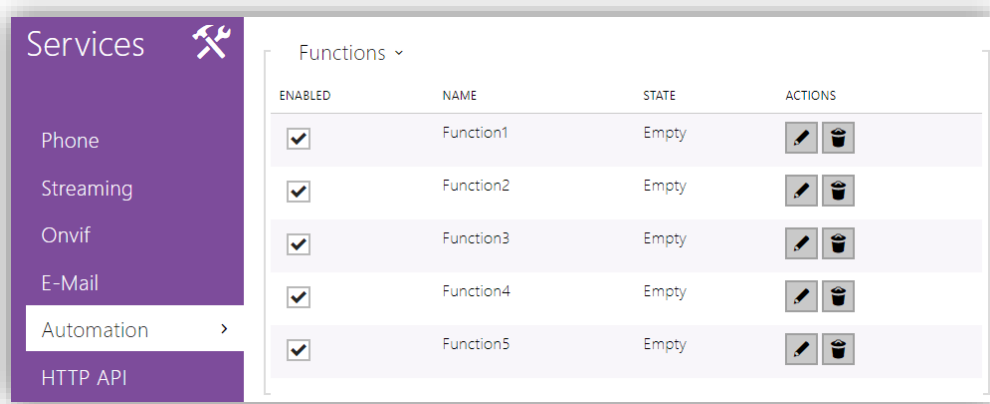 Services
Phone
Streaming
Onvif
E-Mail
Automation
HTTP API
Functions
ENABLED NAME STATE ACTIONS
Function1 Empty
Function2 Empty
Function3 Empty
Function4 Empty
Function5 Empty